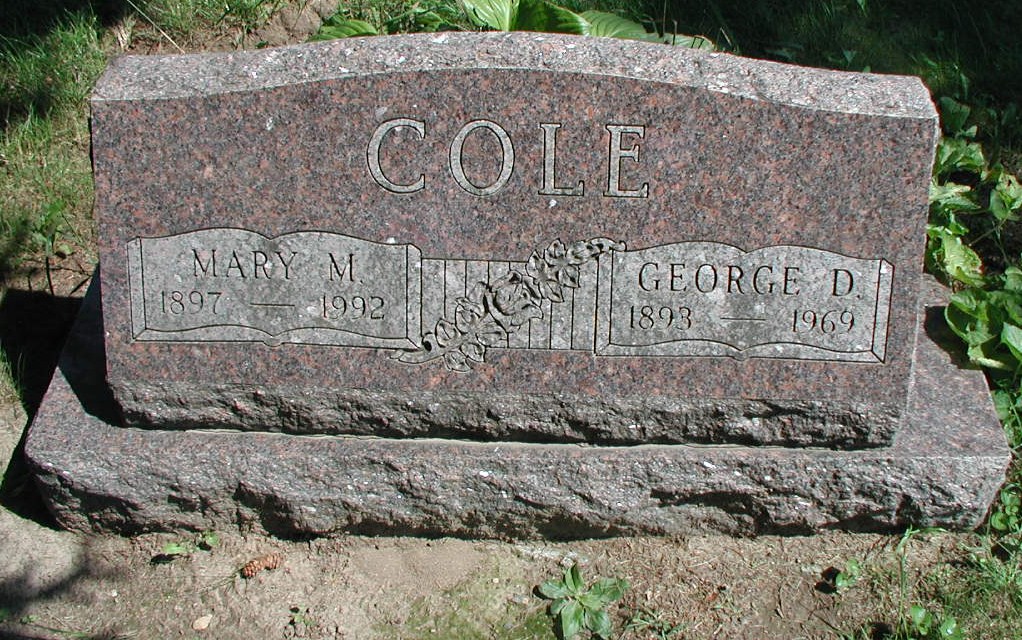 COLE
MARY M.
1897 — 1992
GEORGE D.
1893 — 1969